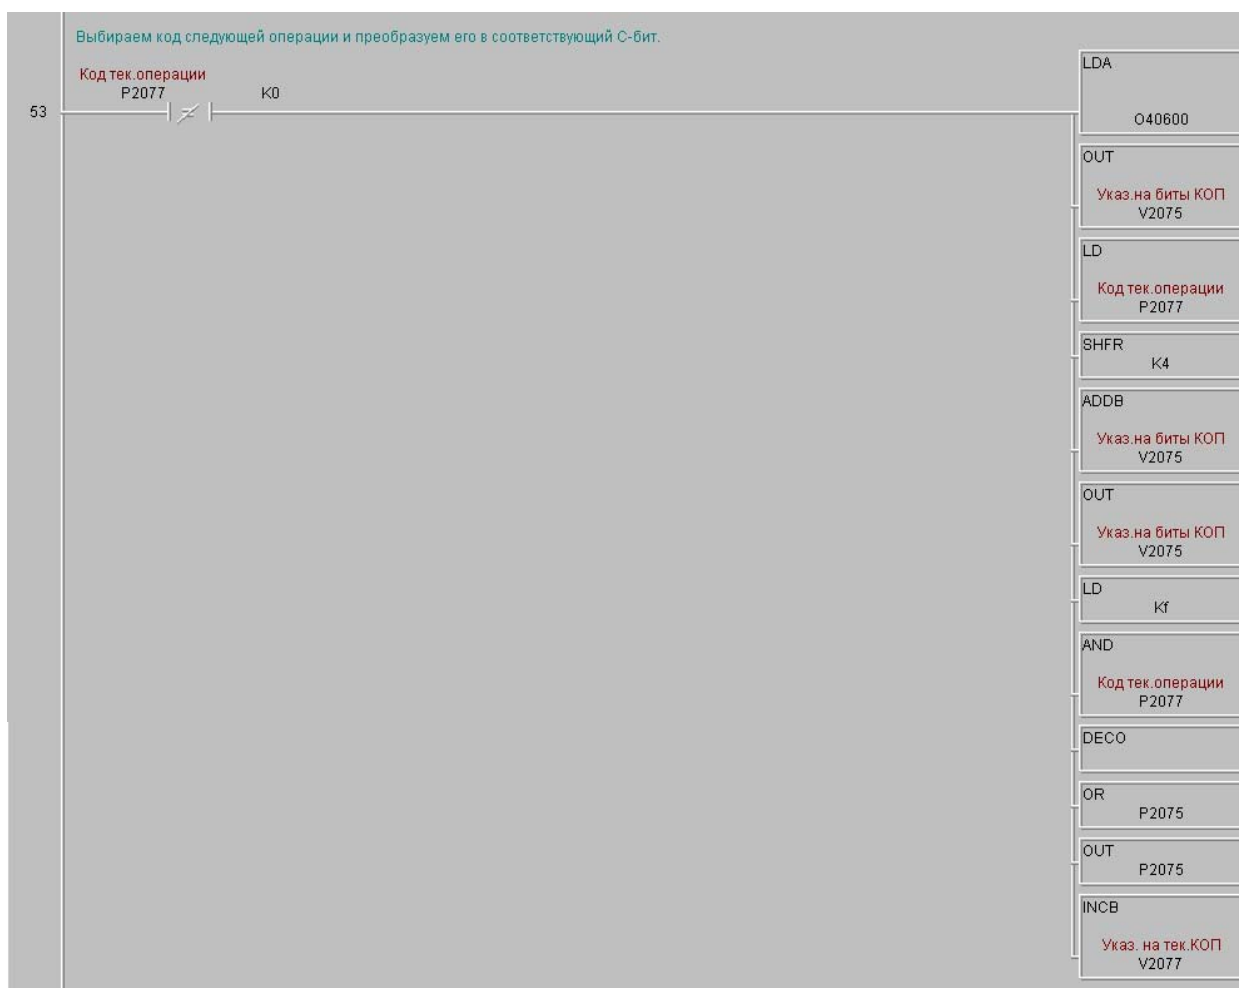 Выбираем код следующей операции и преобразуем его в соответствующий С-бит.
Код тек.операции
P2077 K0
53
LDA
O40600
OUT
Указ.на биты КОП
V2075
LD
Код тек.операции
P2077
SHFR
K4
ADDB
Указ.на биты КОП
V2075
OUT
Указ.на биты КОП
V2075
LD
Kf
AND
Код тек.операции
P2077
DECO
OR
P2075
OUT
P2075
INCB
Указ. на тек.КОП
V2077